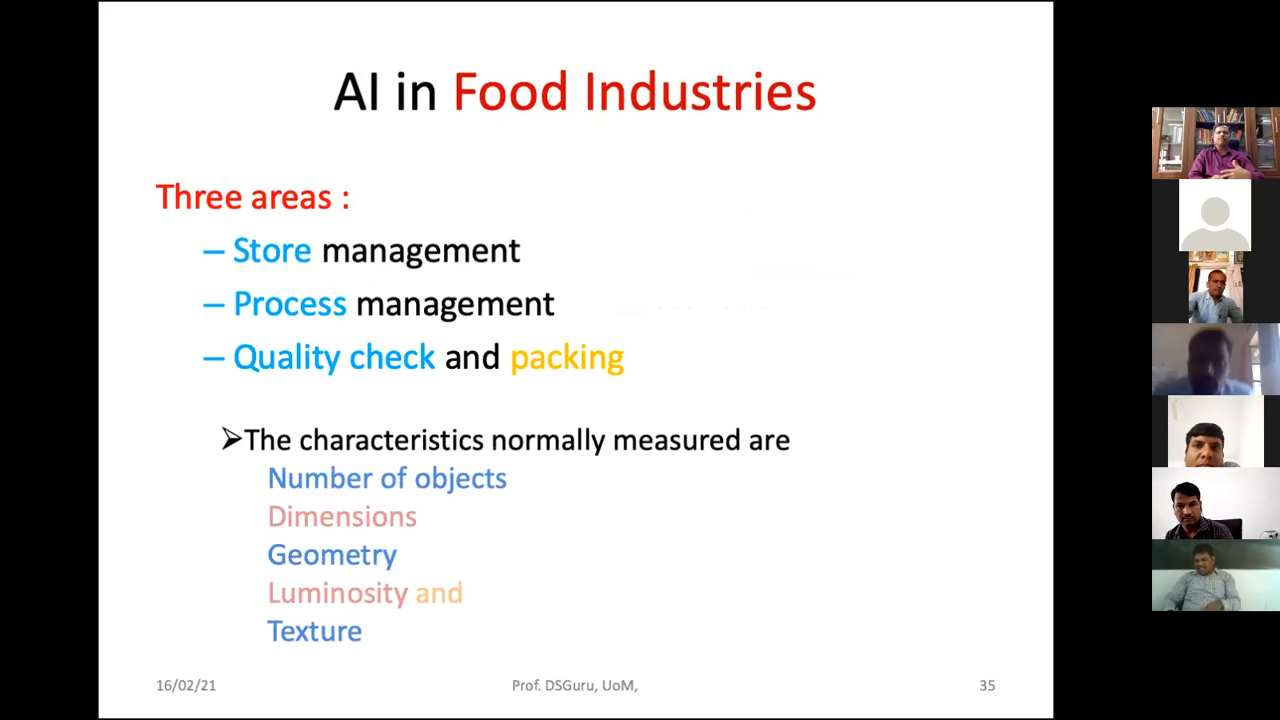 AI in Food Industries
Three areas :
– Store management
– Process management
– Quality check and packing
➢The characteristics normally measured are
Number of objects
Dimensions
Geometry
Luminosity and
Texture
16/02/21 Prof. DSGuru, UoM, 35